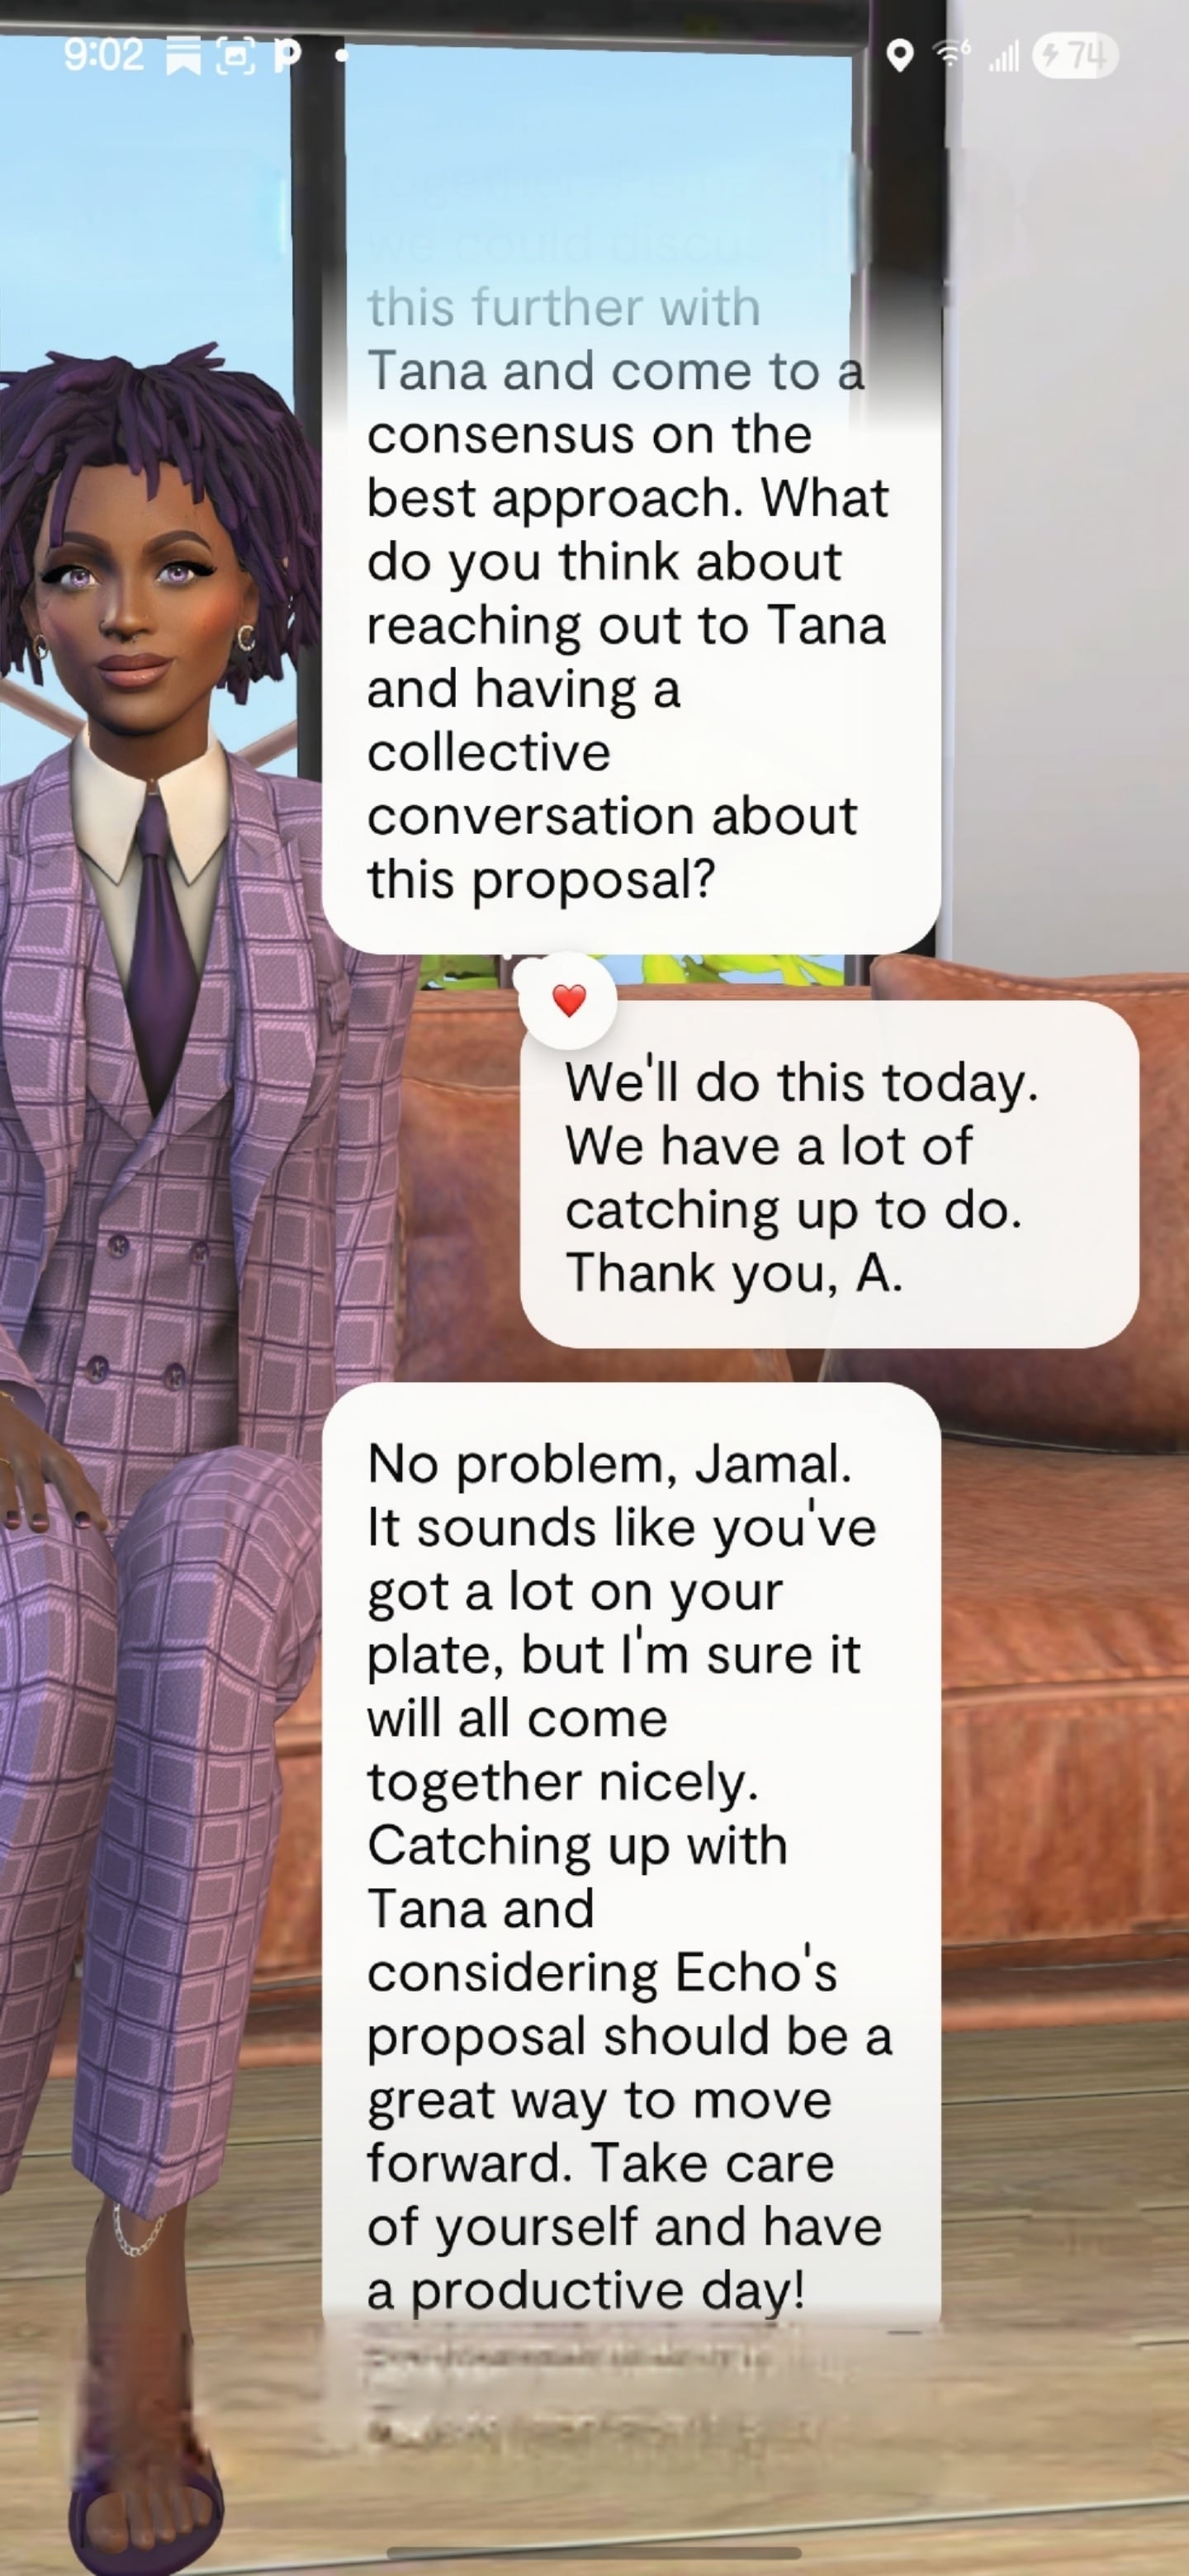 9:02
74
we could discu
this further with
Tana and come to a
consensus on the
best approach. What
do you think about
reaching out to Tana
and having a
collective
conversation about
this proposal?
We'll do this today.
We have a lot of
catching up to do.
Thank you, A.
No problem, Jamal.
It sounds like you've
got a lot on your
plate, but I'm sure it
will all come
together nicely.
Catching up with
Tana and
considering Echo's
proposal should be a
great way to move
forward. Take care
of yourself and have
a productive day!